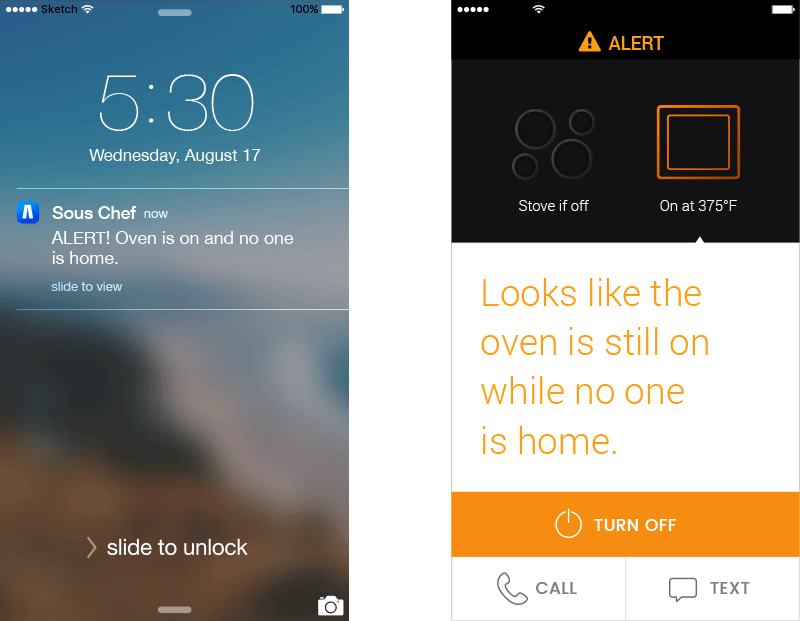 Sketch 100%
5:30
Wednesday, August 17
Sous Chef now
ALERT! Oven is on and no one
is home.
slide to view
slide to unlock
ALERT
Stove if off
On at 375°F
Looks like the
oven is still on
while no one
is home.
TURN OFF
CALL
TEXT